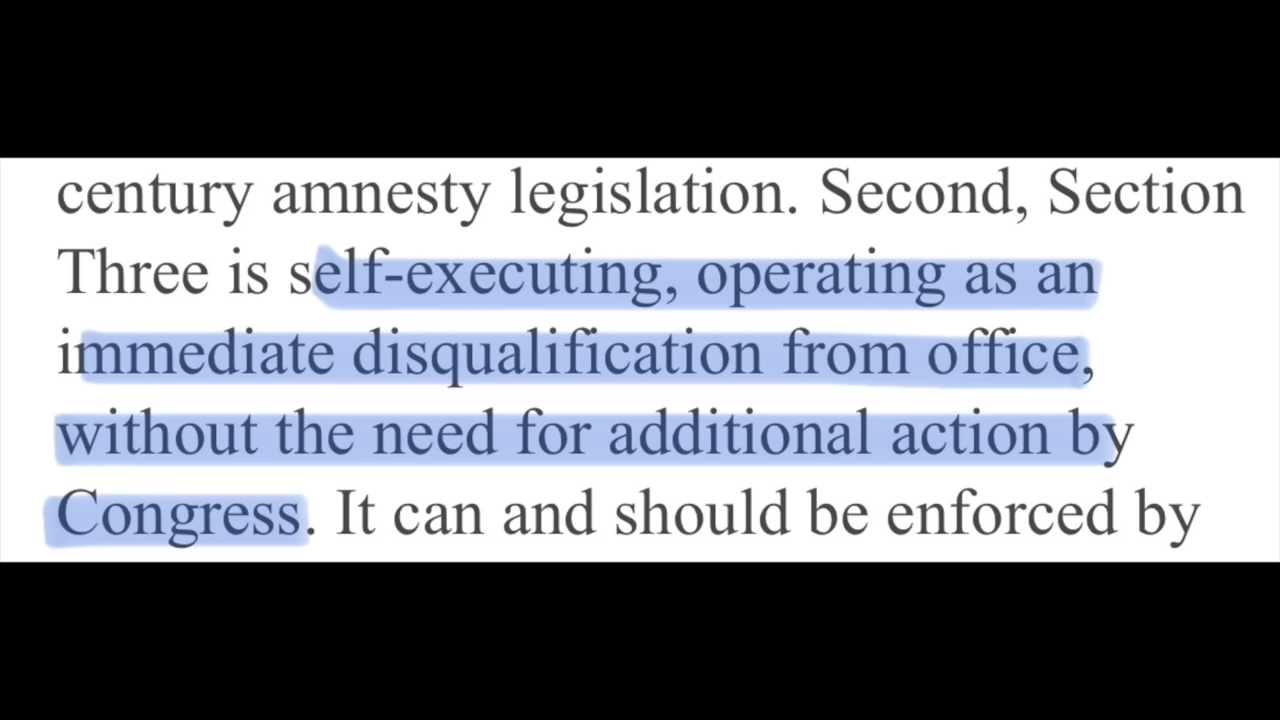 century amnesty legislation. Second, Section
Three is self-executing, operating as an
immediate disqualification from office,
without the need for additional action by
Congress. It can and should be enforced by